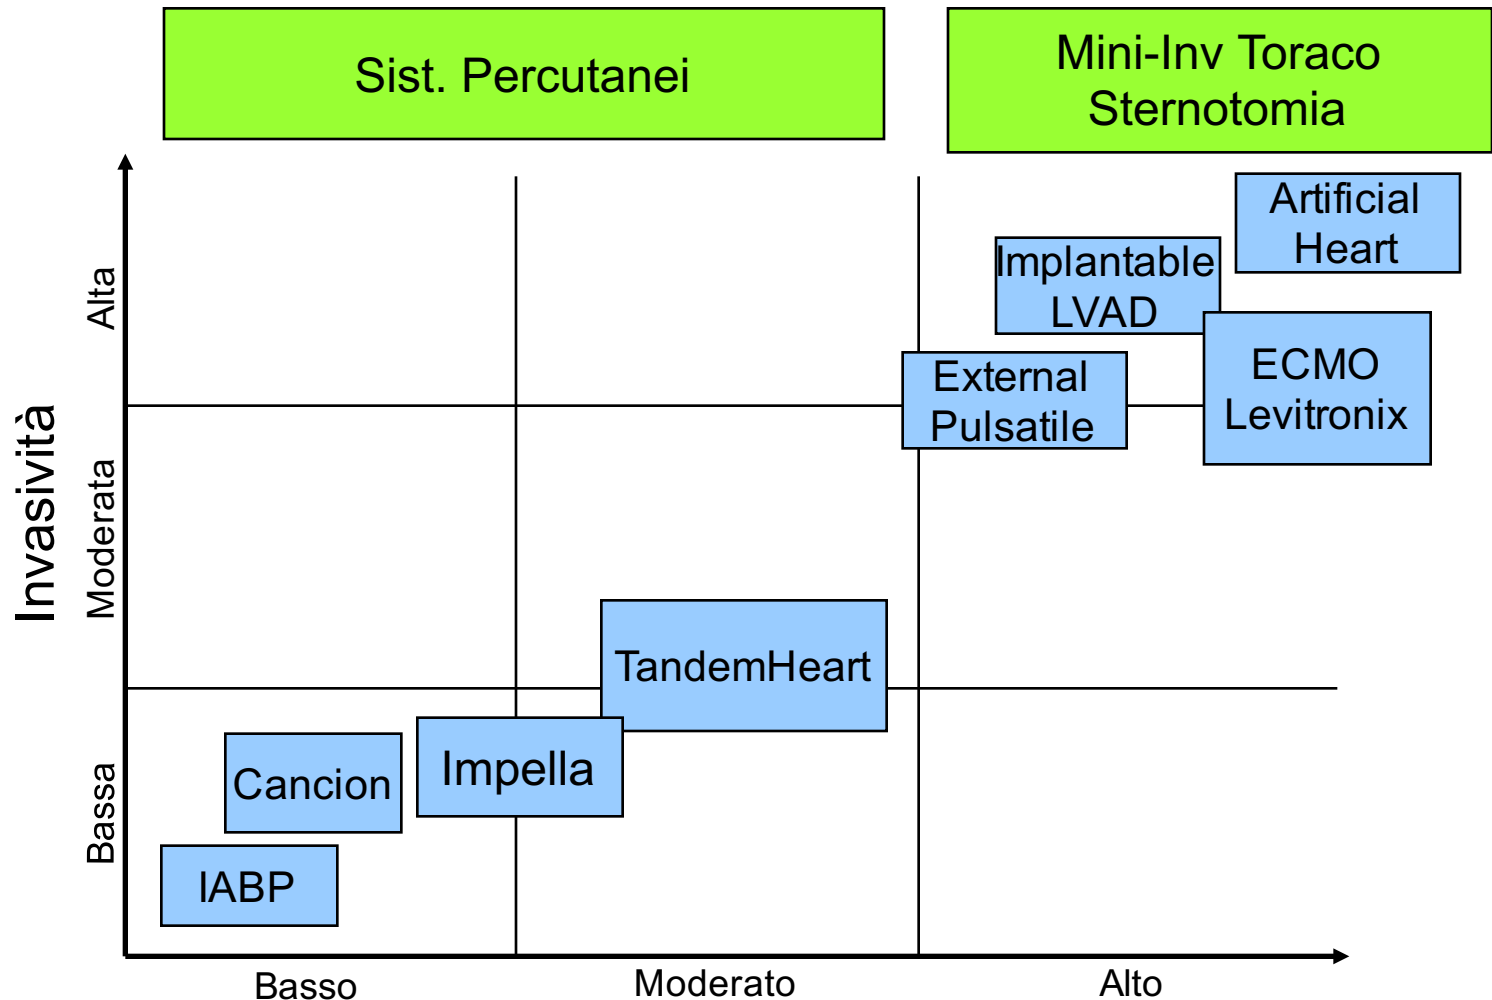 Sist. Percutanei
Mini-Inv Toraco
Sternotomia
Artificial
Heart
Implantable
LVAD
ECMO
Levitronix
External
Pulsatile
TandemHeart
Impella
Cancion
IABP
Invasività
Alta
Moderata
Bassa
Basso
Moderato
Alto